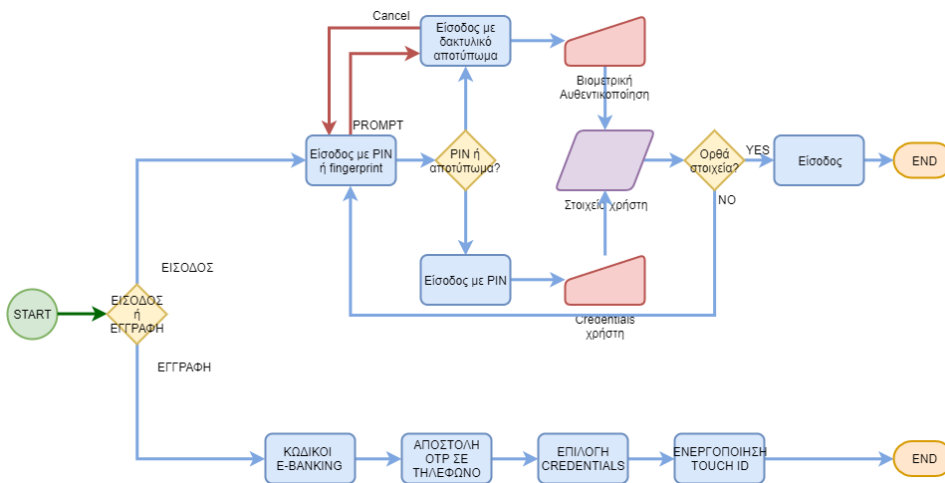 Cancel
Είσοδος με
δακτυλικό
αποτύπωμα
Βιομετρική
Αυθεντικοποίηση
PROMPT
Είσοδος με PIN
ή fingerprint
PIN ή
αποτύπωμα?
Στοιχεία χρήστη
Ορθά
στοιχεία?
YES
NO
Είσοδος
END
ΕΙΣΟΔΟΣ
Είσοδος με PIN
Credentials
χρήστη
START
ΕΙΣΟΔΟΣ
ή
ΕΓΓΡΑΦΗ
ΕΓΓΡΑΦΗ
ΚΩΔΙΚΟΙ
E-BANKING
ΑΠΟΣΤΟΛΗ
OTP ΣΕ
ΤΗΛΕΦΩΝΟ
ΕΠΙΛΟΓΗ
CREDENTIALS
ΕΝΕΡΓΟΠΟΙΗΣΗ
TOUCH ID
END